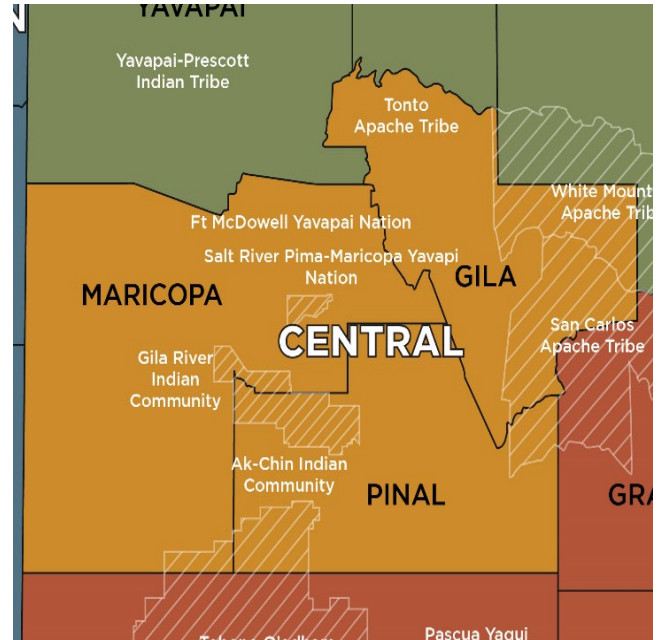 N
YAVAPAI
Yavapai-Prescott
Indian Tribe
Tonto
Apache Tribe
White Mount
Apache Trib
Ft McDowell Yavapai Nation
Salt River Pima-Maricopa Yavapi
Nation
GILA
MARICOPA
CENTRAL
San Carlos
Apache Tribe
Gila River
Indian
Community
Ak-Chin Indian
Community
PINAL
GRA
Pascua Yaqui